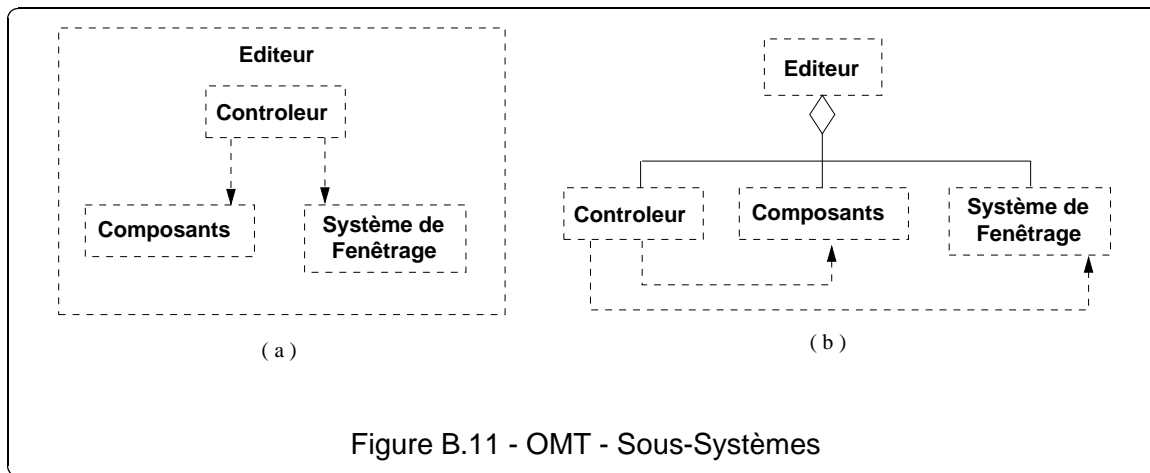 Editeur
Controleur
Composants
Système de
Fenêtrage
( a )
Editeur
Controleur
Composants
Système de
Fenêtrage
( b )
Figure B.11 - OMT - Sous-Systèmes